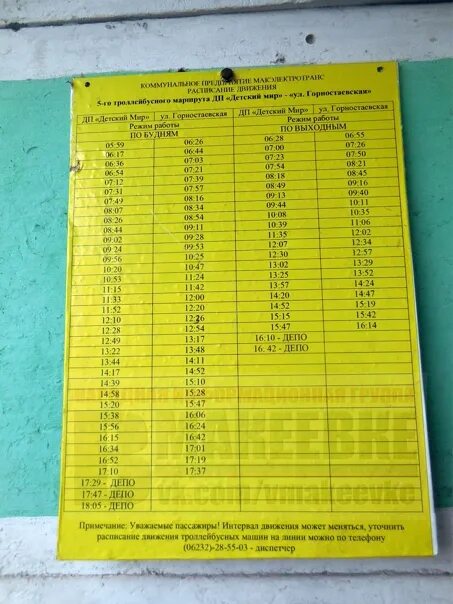 КОММУНАЛЬНОЕ ПРЕДПРИЯТИЕ МАКЭЛЕКТРОТРАНС
РАСПИСАНИЕ ДВИЖЕНИЯ
5-го троллейбусного маршрута ДП «Детский мир» - «ул. Горностаевская»
ДП «Детский Мир» ул. Горностаевская ДП «Детский Мир» ул. Горностаевская
Режим работы Режим работы
ПО БУДНЯМ ПО ВЫХОДНЫМ
05:59 06:26 06:28 06:55
06:17 06:44 07:00 07:26
06:36 07:03 07:23 07:50
06:54 07:21 07:54 08:21
07:12 07:39 08:18 08:45
07:31 07:57 08:49 09:16
07:49 08:16 09:13 09:40
08:07 08:34 09:44 10:11
08:26 08:54 10:08 10:35
08:44 09:11 10:39 11:06
09:02 09:28 11:35 12:02
09:24 09:53 12:07 12:34
09:56 10:25 12:30 12:57
10:20 10:47 13:02 13:29
10:53 11:24 13:25 13:52
11:15 11:42 13:57 14:24
11:33 12:00 14:20 14:47
11:52 12:20 14:52 15:19
12:10 15:15 15:42
12:28 12:54 15:47 16:14
12:49 13:17 16:10 - ДЕПО
13:22 13:48 16: 42 - ДЕПО
13:44 14:11
14:17 14:52
14:39 15:10
14:58 15:28
15:20 15:47
15:38 16:06
15:56 16:24
16:15 16:42
16:34 17:01
16:52 17:19
17:10 17:37
17:29 - ДЕПО
17:47 - ДЕПО
18:05 - ДЕПО
МАКЕЕВКЕ
vk.com/vmakeevke
Примечание: Уважаемые пассажиры! Интервал движения может меняться, уточнить
расписание движения троллейбусных машин на линии можно по телефону
(06232)-28-55-03 - диспетчер